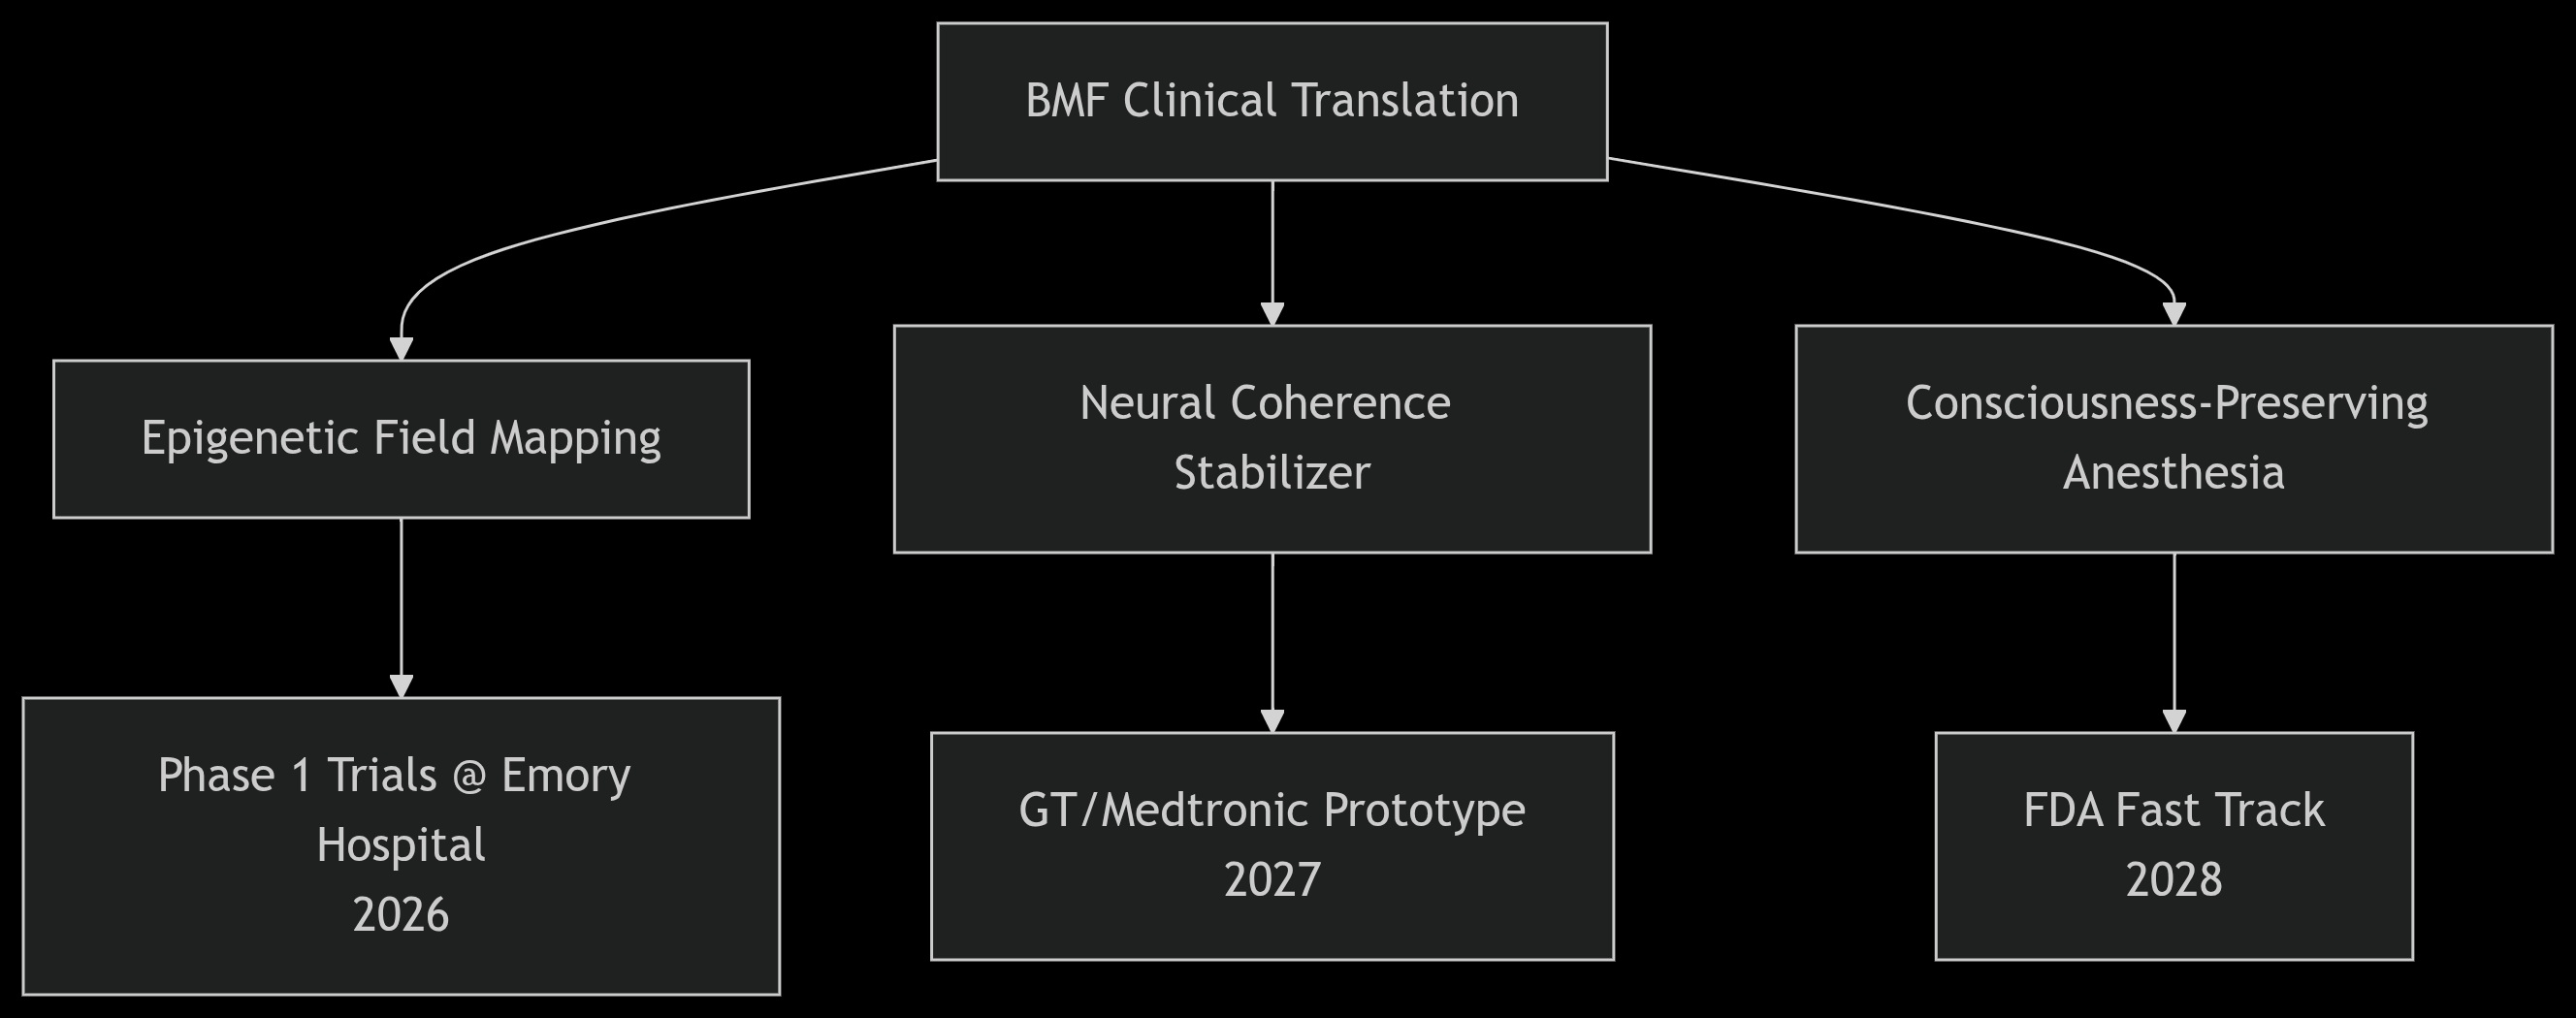 BMF Clinical Translation
Epigenetic Field Mapping
Neural Coherence
Stabilizer
Consciousness-Preserving
Anesthesia
Phase 1 Trials @ Emory
Hospital
2026
GT/Medtronic Prototype
2027
FDA Fast Track
2028